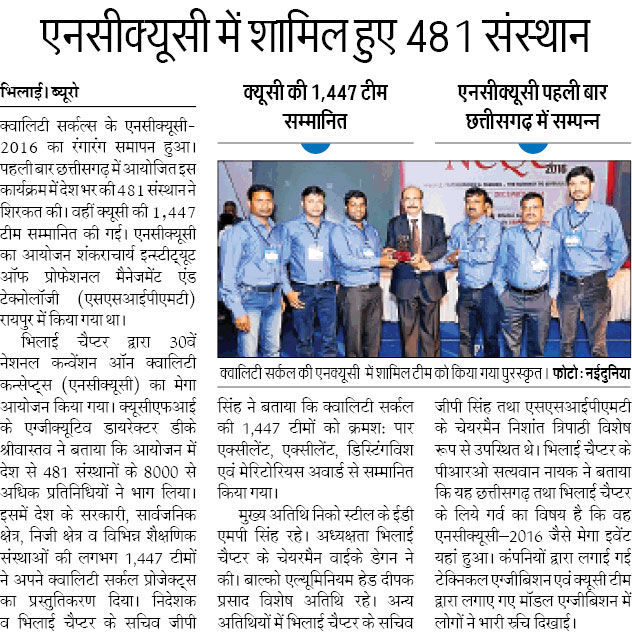 एनसीक्यूसी में शामिल हुए 481 संस्थान
भिलाई। ब्यूरो
क्वालिटी सर्कल्स के एनसीक्यूसी-
2016 का रंगारंग समापन हुआ।
पहली बार छत्तीसगढ़ में आयोजित इस
कार्यक्रम में देश भर की 481 संस्थान ने
शिरकत की। वहीं क्यूसी की 1,447
टीम सम्मानित की गई। एनसीक्यूसी
का आयोजन शंकराचार्य इन्स्टीट्यूट
ऑफ प्रोफेशनल मैनेजमेंट एंड
टेक्नोलॉजी (एसएसआईपीएमटी)
रायपुर में किया गया था।
भिलाई चैप्टर द्वारा 30वें
नेशनल कन्वेंशन ऑन क्वालिटी
कन्सेप्ट्स (एनसीक्यूसी) का मेगा
आयोजन किया गया। क्यूसीएफआई
के एग्जीक्यूटिव डायरेक्टर डीके
श्रीवास्तव ने बताया कि आयोजन में
देश से 481 संस्थानों के 8000 से
अधिक प्रतिनिधियों ने भाग लिया।
इसमें देश के सरकारी, सार्वजनिक
क्षेत्र, निजी क्षेत्र व विभिन्न शैक्षणिक
संस्थाओं की लगभग 1,447 टीमों
ने अपने क्वालिटी सर्कल प्रोजेक्ट्स
का प्रस्तुतिकरण दिया। निदेशक
व भिलाई चैप्टर के सचिव जीपी
क्यूसी की 1,447 टीम
सम्मानित
एनसीक्यूसी पहली बार
छत्तीसगढ़ में सम्पन्न
NCQC
2016
क्वालिटी सर्कल की एनक्यूसी में शामिल टीम को किया गया पुरस्कृत। फोटो : नईदुनिया
सिंह ने बताया कि क्वालिटी सर्कल
की 1,447 टीमों को क्रमश: पार
एक्सीलेंट, एक्सीलेंट, डिस्टिंगविश
एवं मेरिटोरियस अवार्ड से सम्मानित
किया गया।
मुख्य अतिथि निको स्टील के ईडी
एमपी सिंह रहे। अध्यक्षता भिलाई
चैप्टर के चेयरमैन वाईके डेगन ने
की। बाल्को एल्यूमिनियम हेड दीपक
प्रसाद विशेष अतिथि रहे। अन्य
अतिथियों में भिलाई चैप्टर के सचिव
जीपी सिंह तथा एसएसआईपीएमटी
के चेयरमैन निशांत त्रिपाठी विशेष
रूप से उपस्थित थे। भिलाई चैप्टर के
पीआरओ सत्यवान नायक ने बताया
कि यह छत्तीसगढ़ तथा भिलाई चैप्टर
के लिये गर्व का विषय है कि वह
एनसीक्यूसी–2016 जैसे मेगा इवेंट
यहां हुआ। कंपनियों द्वारा लगाई गई
टेक्निकल एग्जीबिशन एवं क्यूसी टीम
द्वारा लगाए गए मॉडल एग्जीबिशन में
लोगों ने भारी रुचि दिखाई।